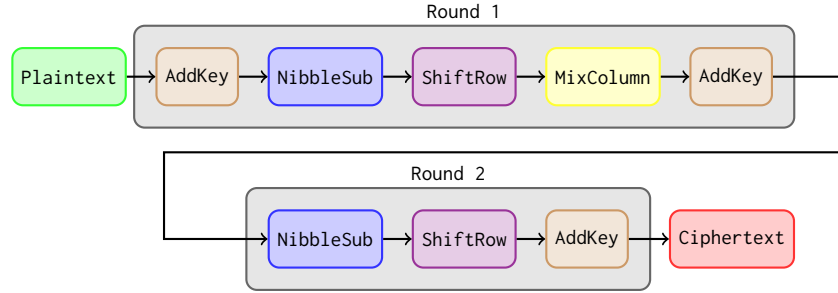 Round 1
Plaintext AddKey NibbleSub ShiftRow MixColumn AddKey
Round 2
NibbleSub ShiftRow AddKey Ciphertext